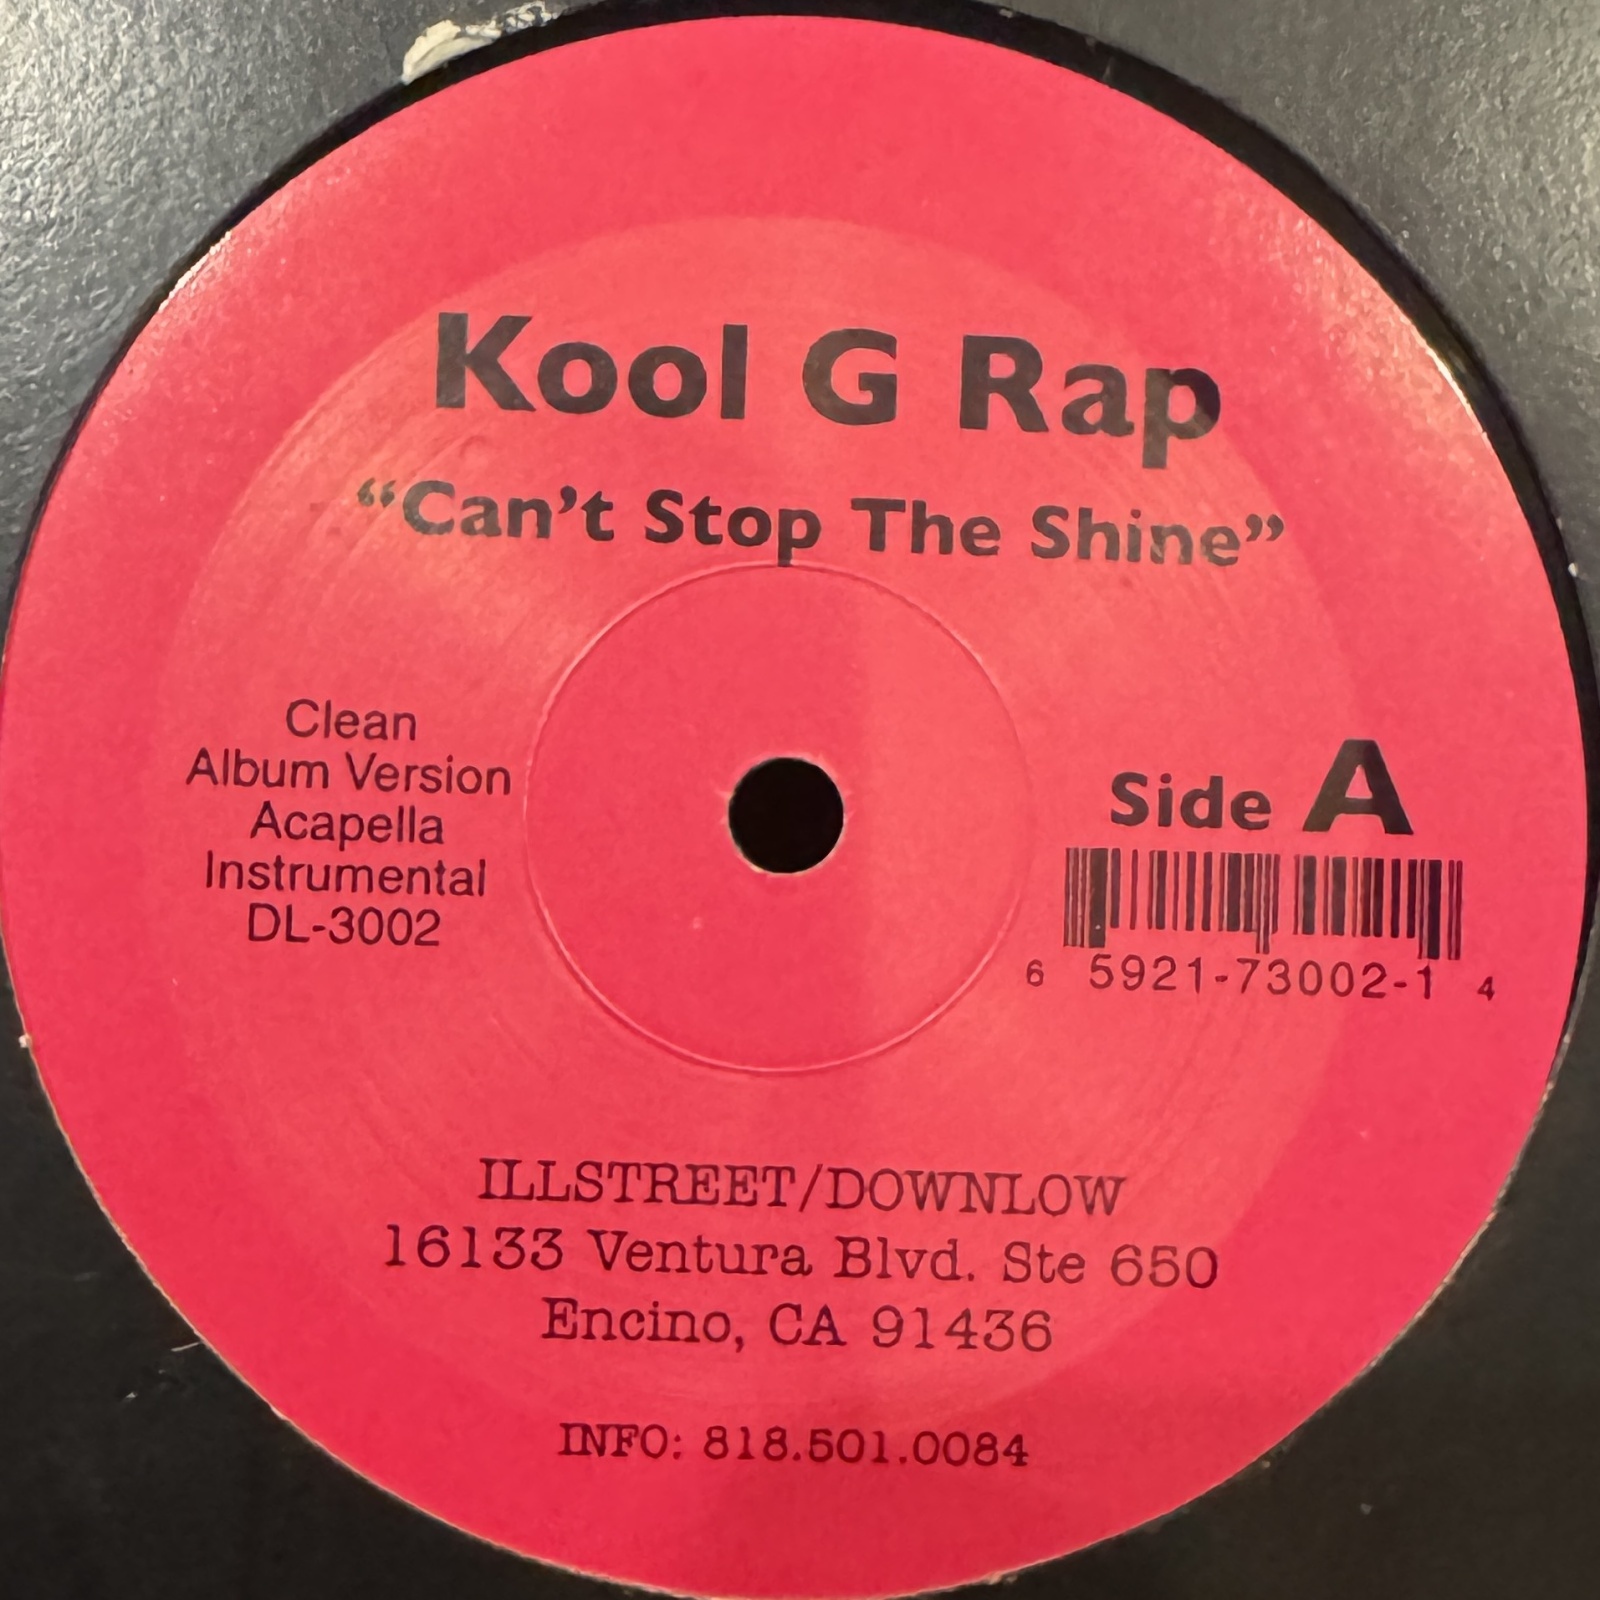 Kool G Rap
“Can’t Stop The Shine”
Clean
Album Version
Acapella
Instrumental
DL-3002
Side A
6 5921-73002-1 4
ILLSTREET/DOWNLOW
16133 Ventura Blvd. Ste 650
Encino, CA 91436
INFO: 818.501.0084